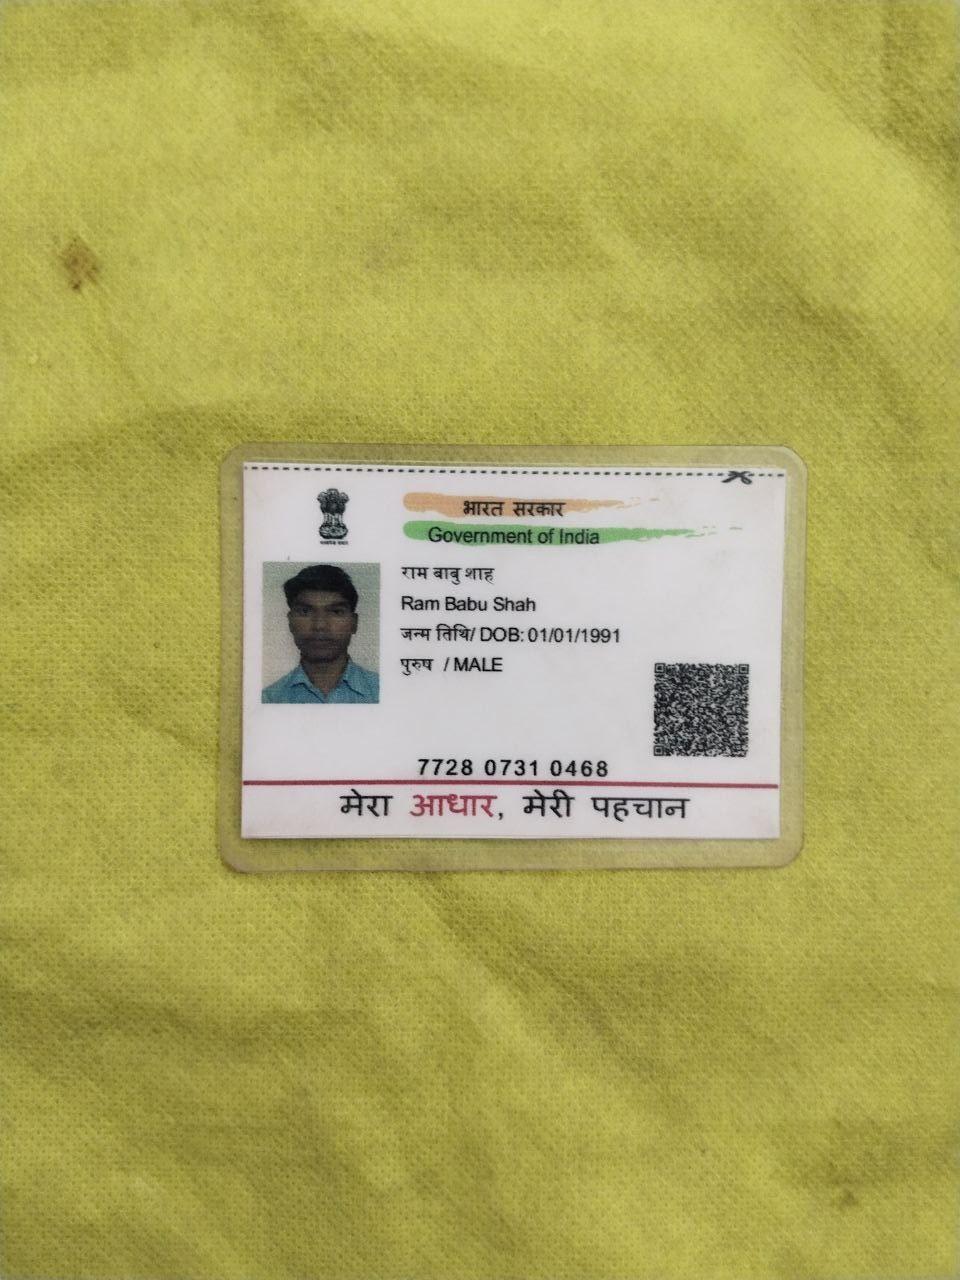 भारत सरकार
Government of India
राम बाबु शाह
Ram Babu Shah
जन्म तिथि/ DOB: 01/01/1991
पुरुष / MALE
7728 0731 0468
मेरा आधार, मेरी पहचान